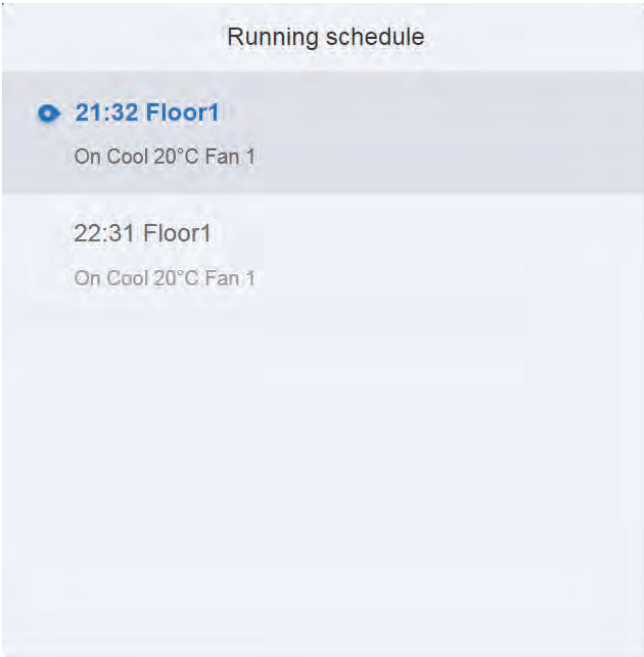 Running schedule
21:32 Floor1
On Cool 20°C Fan 1
22:31 Floor1
On Cool 20°C Fan 1